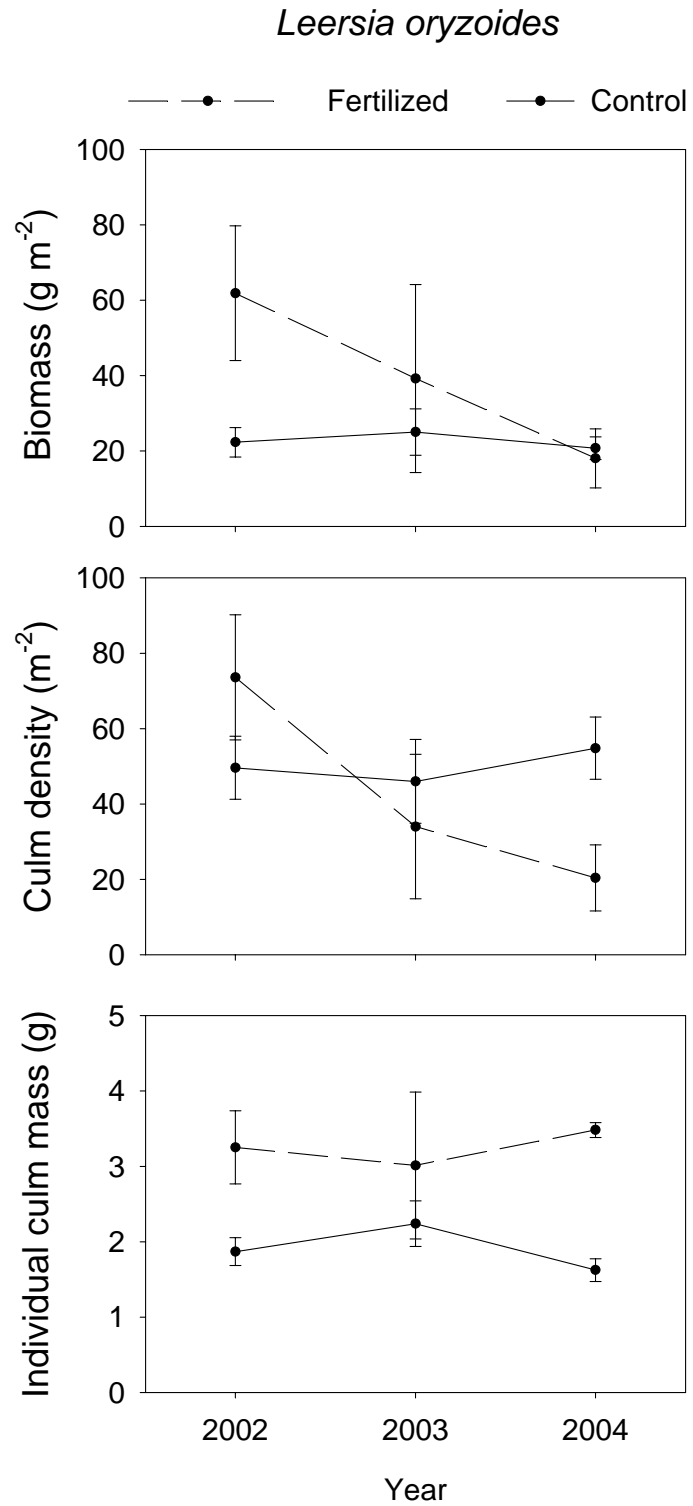 Leersia oryzoides
Fertilized Control
Biomass (g m-2)
100
80
60
40
20
0
Culm density (m-2)
100
80
60
40
20
0
Individual culm mass (g)
5
4
3
2
1
0
2002 2003 2004
Year